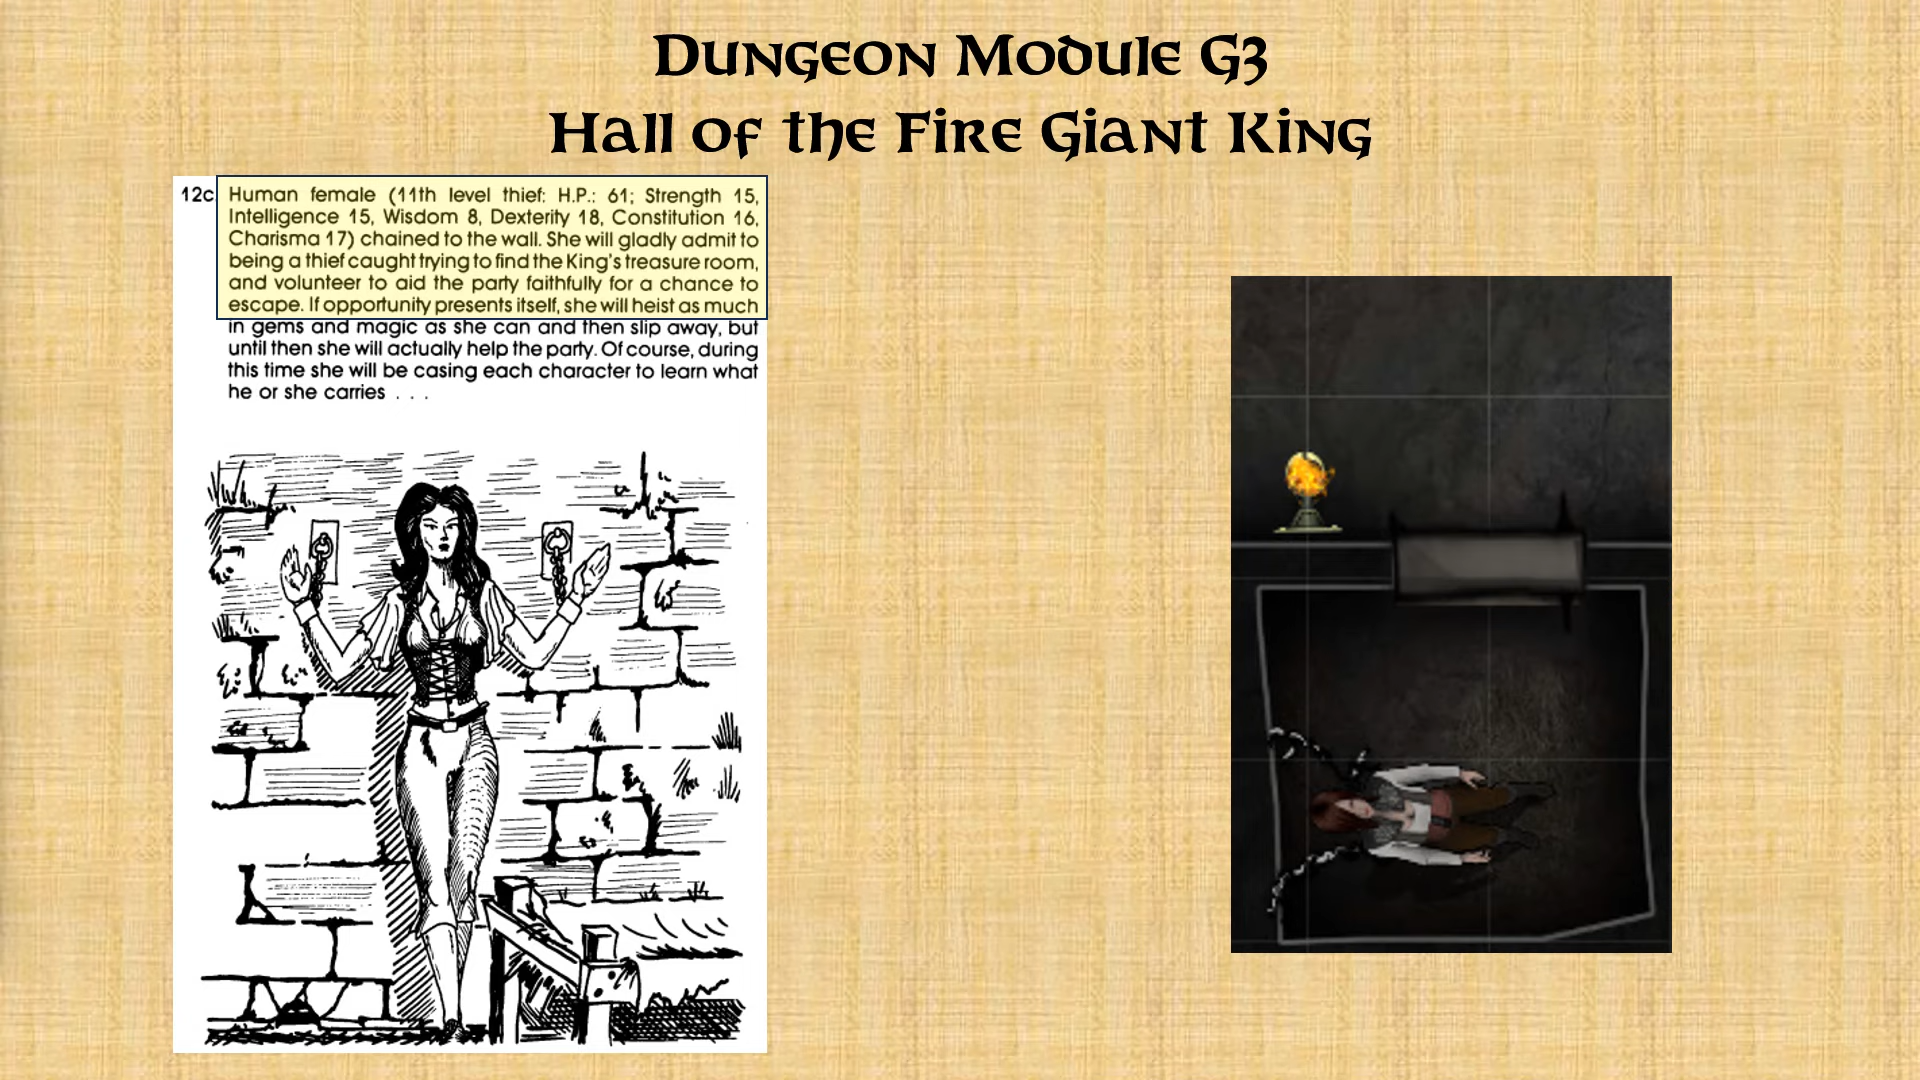 Dungeon Module G3
Hall of the Fire Giant King
12c Human female (11th level thief: H.P.: 61; Strength 15,
Intelligence 15, Wisdom 8, Dexterity 18, Constitution 16,
Charisma 17) chained to the wall. She will gladly admit to
being a thief caught trying to find the King's treasure room,
and volunteer to aid the party faithfully for a chance to
escape. If opportunity presents itself, she will heist as much
in gems and magic as she can and then slip away, but
until then she will actually help the party. Of course, during
this time she will be casing each character to learn what
he or she carries . . .